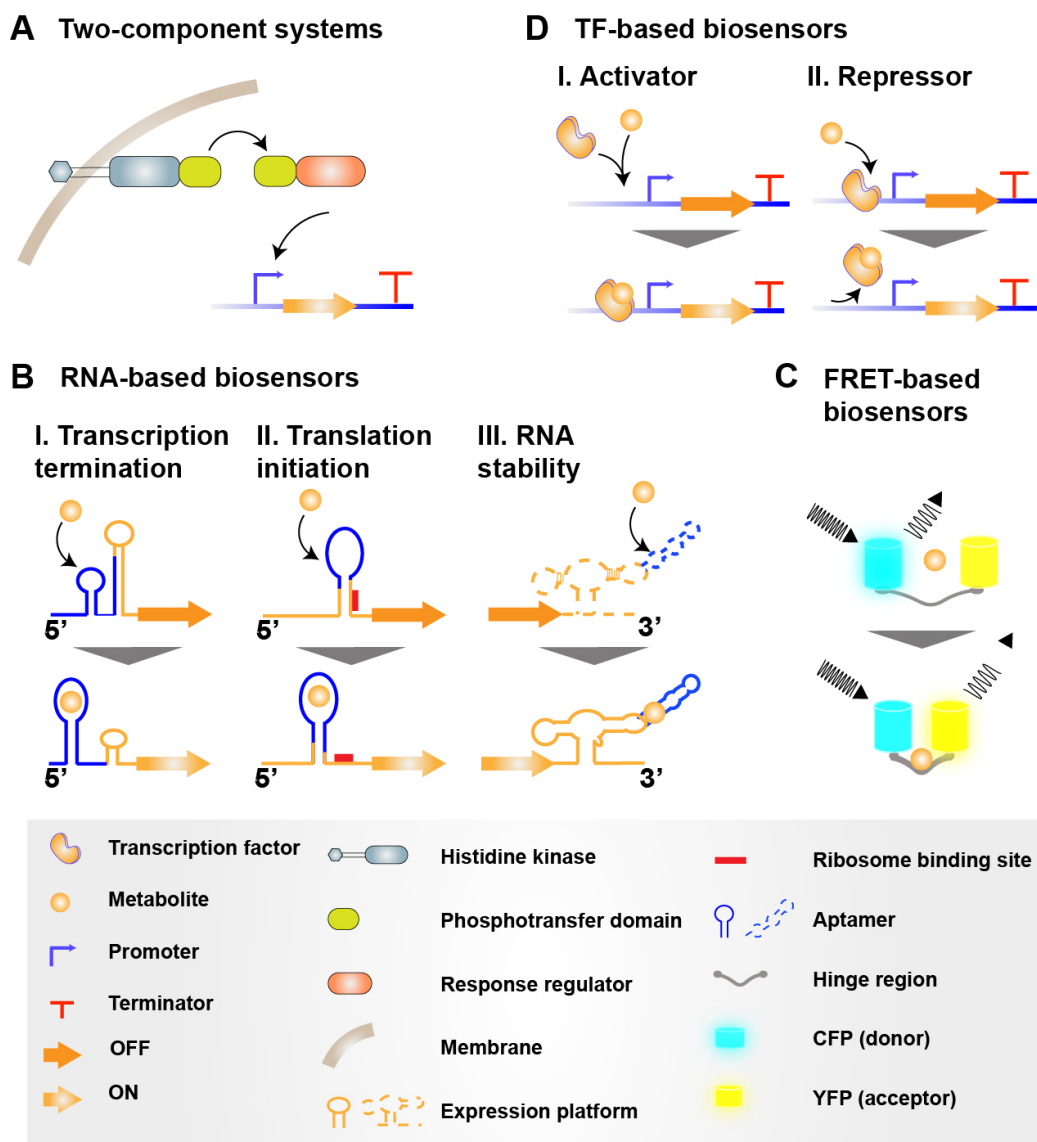 A Two-component systems
D TF-based biosensors
I. Activator
II. Repressor
B RNA-based biosensors
I. Transcription
termination
II. Translation
initiation
III. RNA
stability
5’
5’
3’
5’
5’
3’
C FRET-based
biosensors
Transcription factor
Metabolite
Promoter
Terminator
OFF
ON
Histidine kinase
Phosphotransfer domain
Response regulator
Membrane
Expression platform
Ribosome binding site
Aptamer
Hinge region
CFP (donor)
YFP (acceptor)